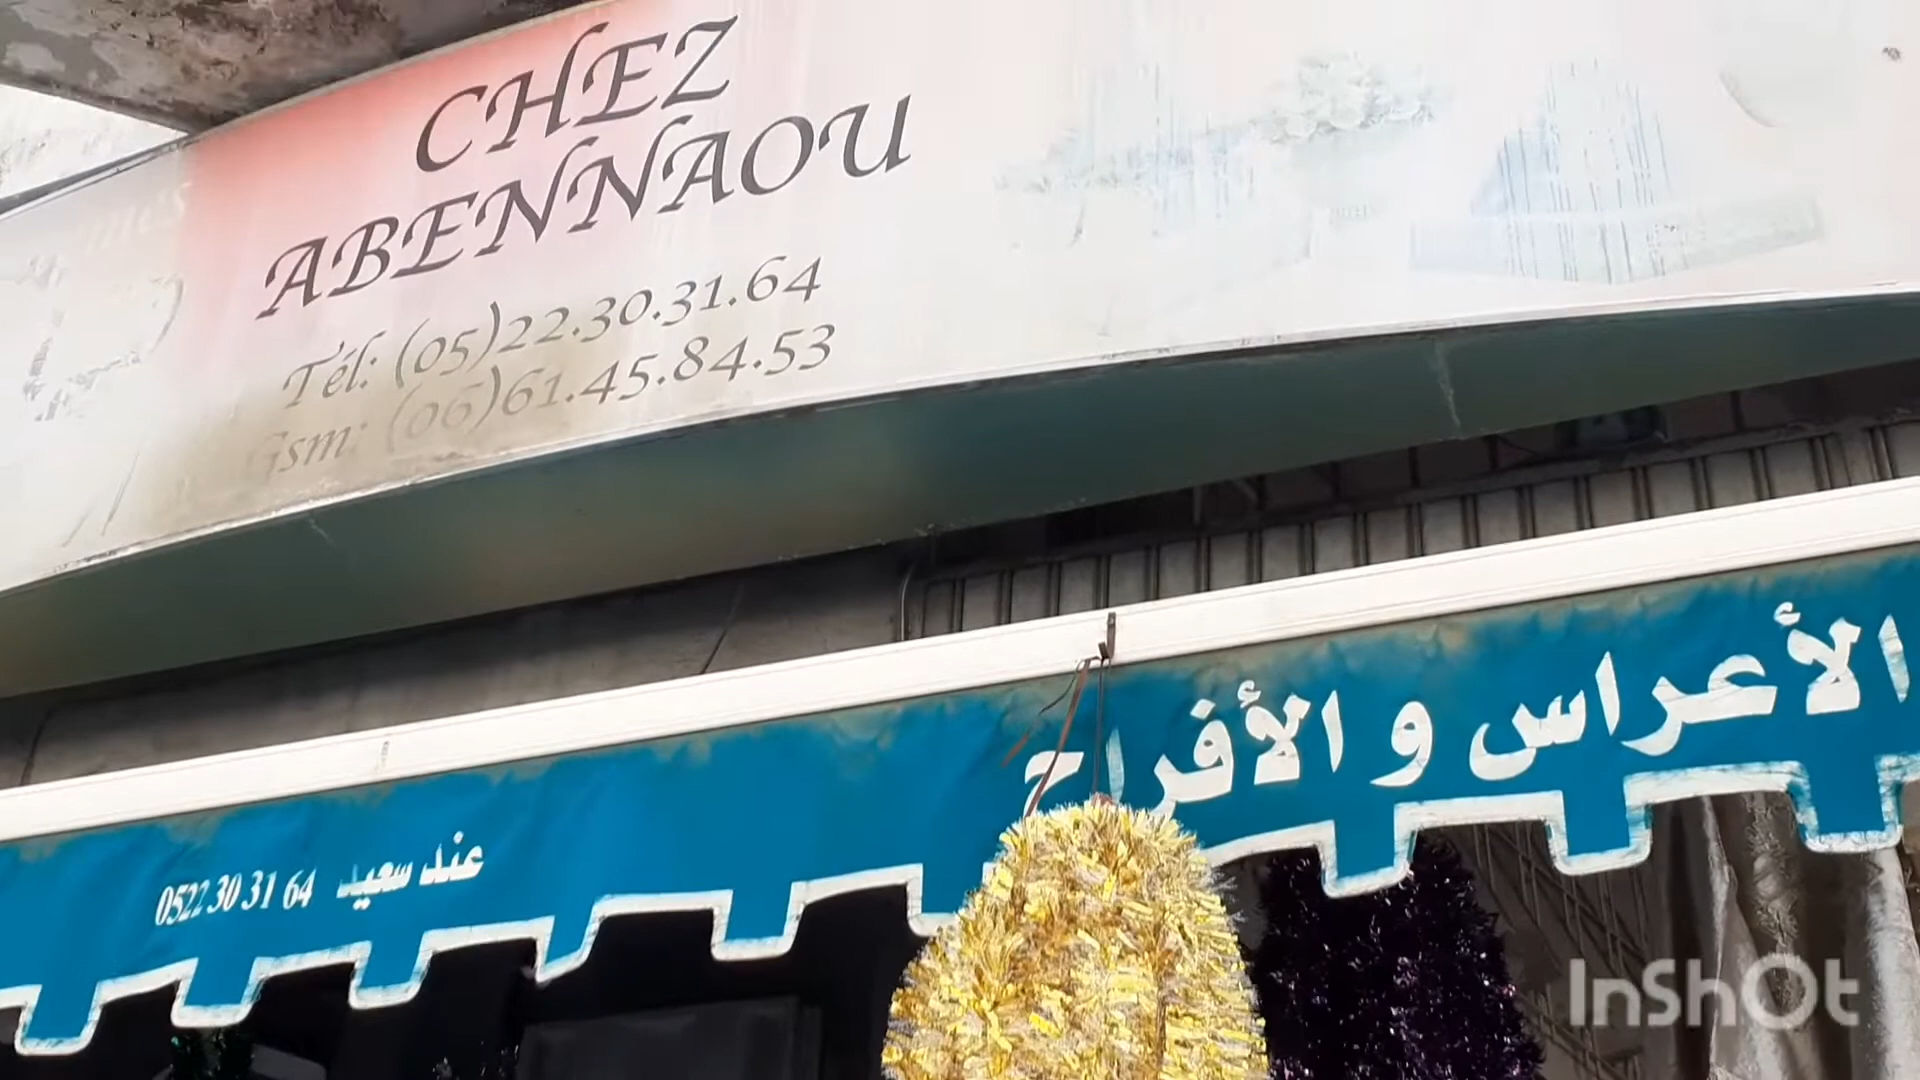 CHEZ
ABENNAOU
Tél: (05)22.30.31.64
Gsm: (06)61.45.84.53
الأعراس و الأفراح
عند سعيد 0522 30 31 64
InShOt